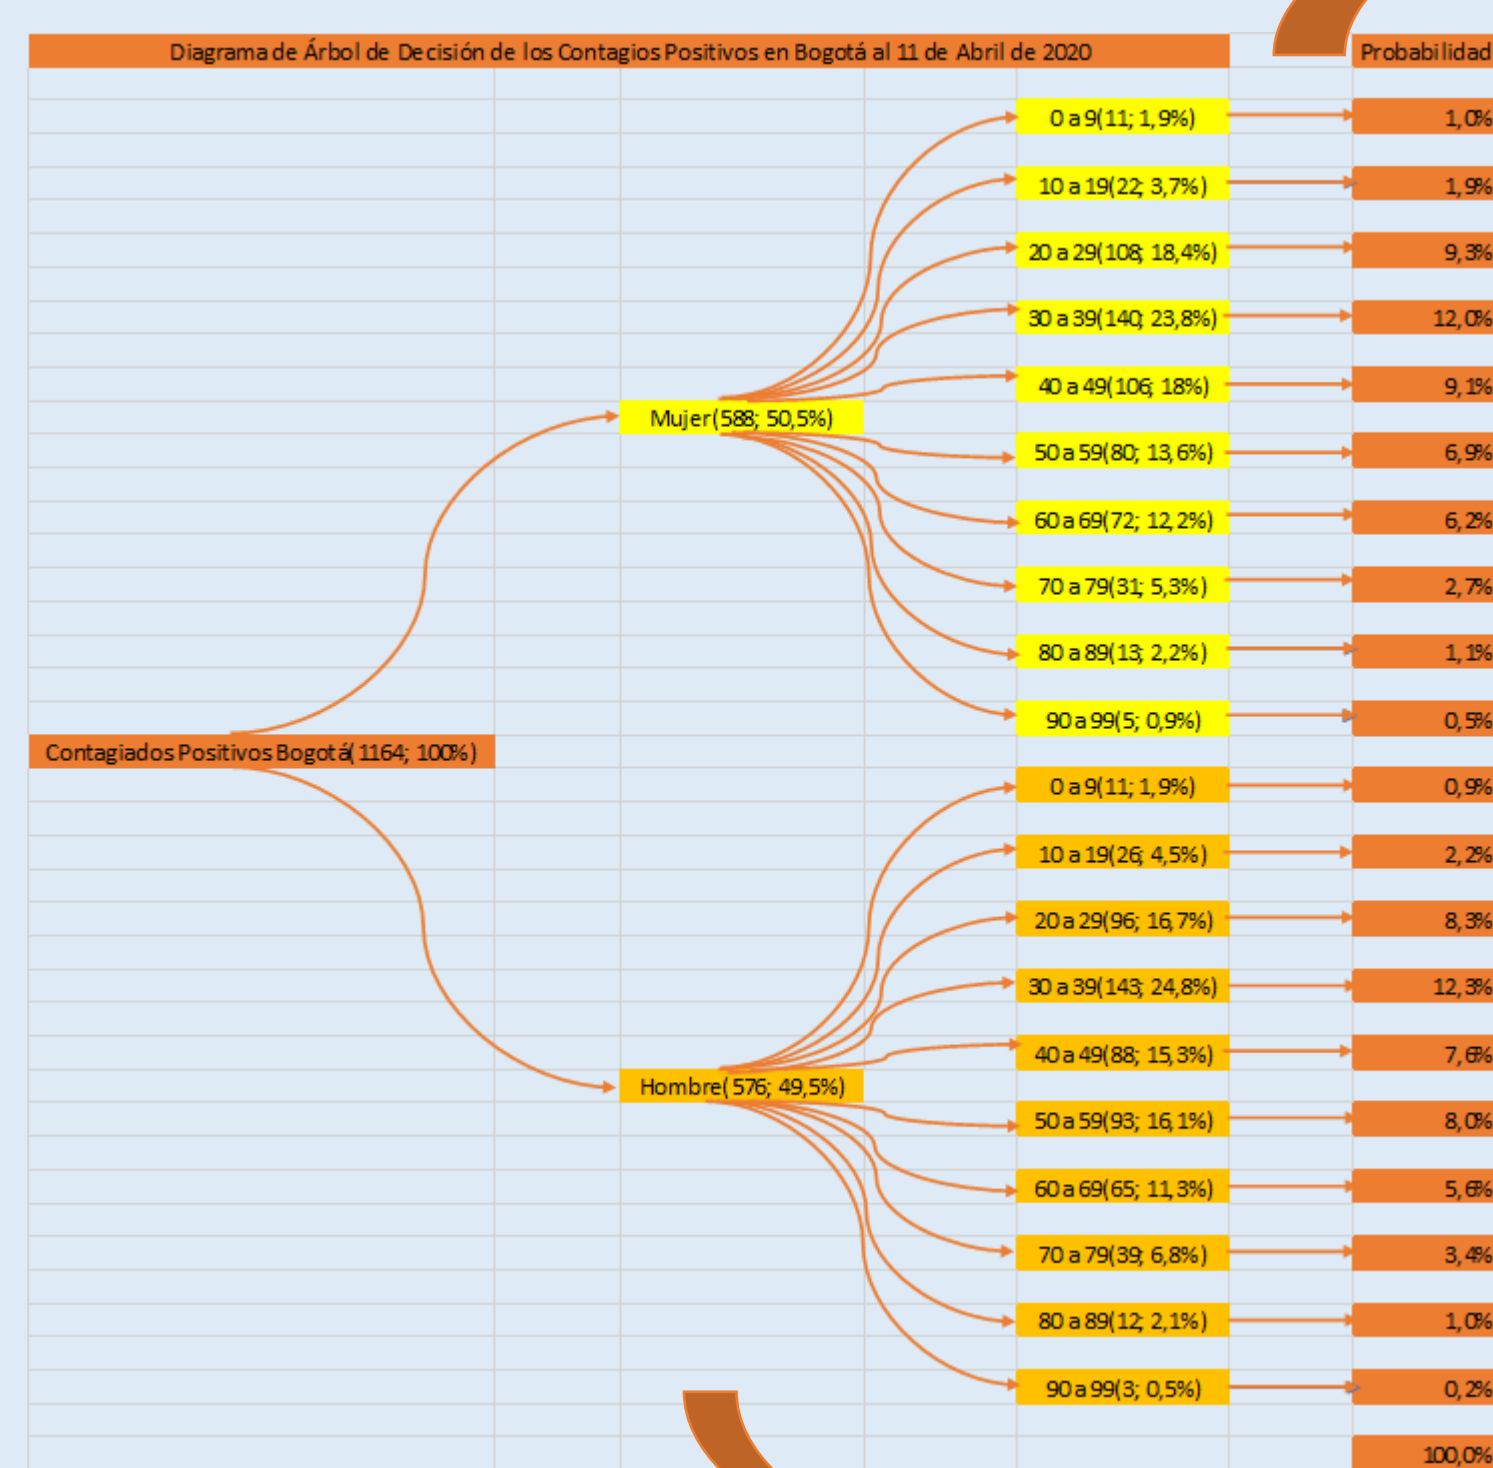 Diagrama de Árbol de Decisión de los Contagios Positivos en Bogotá al 11 de Abril de 2020
Probabilidad
0 a 9(11; 1,9%)
1,0%
10 a 19(22; 3,7%)
1,9%
20 a 29(108; 18,4%)
9,3%
30 a 39(140; 23,8%)
12,0%
40 a 49(106; 18%)
9,1%
Mujer(588; 50,5%)
50 a 59(80; 13,6%)
6,9%
60 a 69(72; 12,2%)
6,2%
70 a 79(31; 5,3%)
2,7%
80 a 89(13; 2,2%)
1,1%
90 a 99(5; 0,9%)
0,5%
Contagiados Positivos Bogotá(1164; 100%)
0 a 9(11; 1,9%)
0,9%
10 a 19(26; 4,5%)
2,2%
20 a 29(96; 16,7%)
8,3%
30 a 39(143; 24,8%)
12,3%
40 a 49(88; 15,3%)
7,6%
Hombre(576; 49,5%)
50 a 59(93; 16,1%)
8,0%
60 a 69(65; 11,3%)
5,6%
70 a 79(39; 6,8%)
3,4%
80 a 89(12; 2,1%)
1,0%
90 a 99(3; 0,5%)
0,2%
100,0%